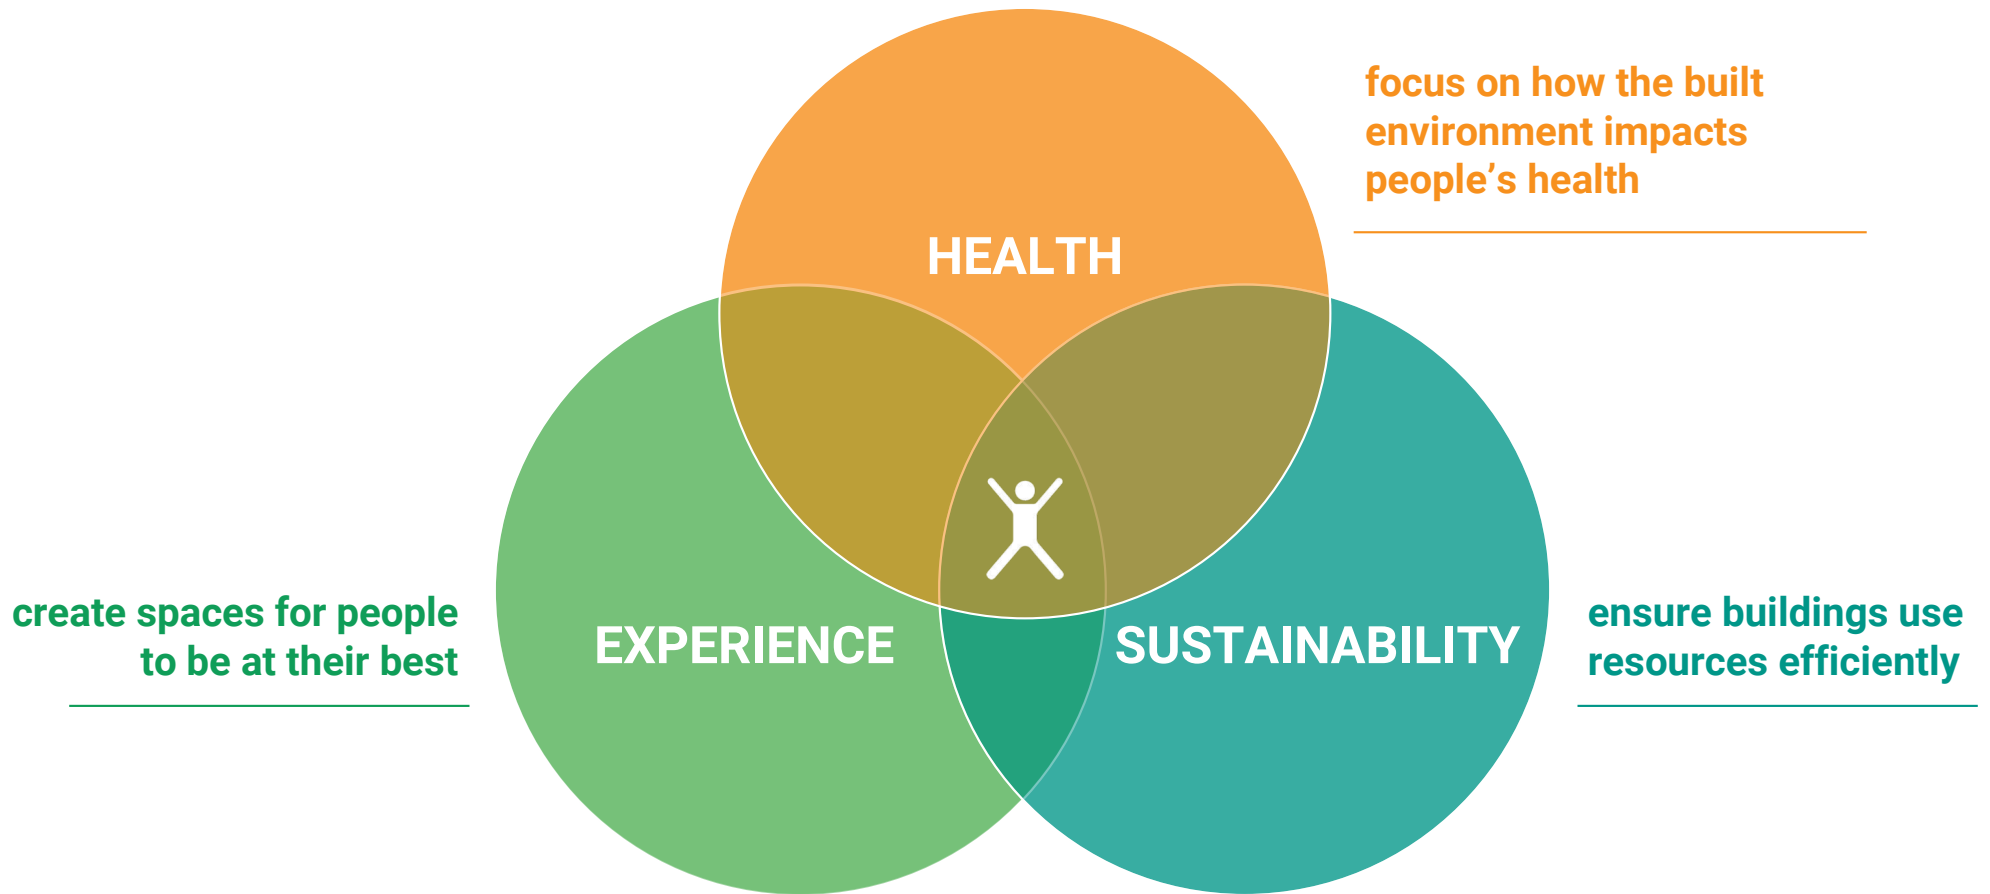 focus on how the built
environment impacts
people’s health
HEALTH
create spaces for people
to be at their best
EXPERIENCE
SUSTAINABILITY
ensure buildings use
resources efficiently